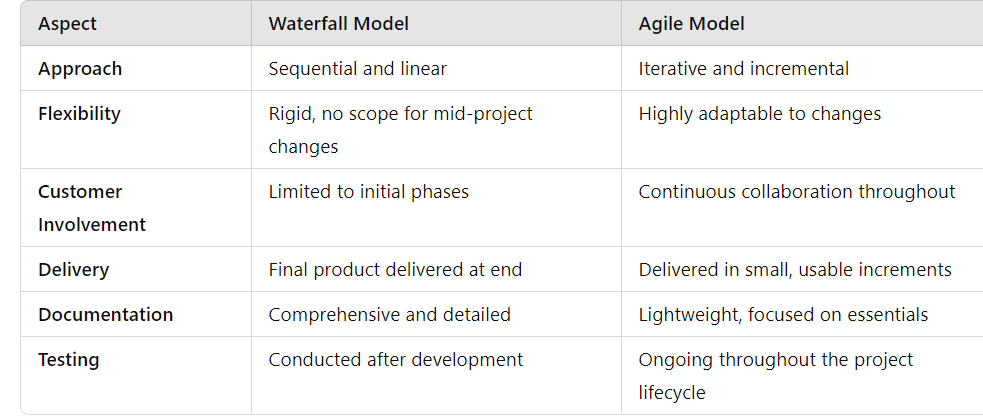 Aspect Waterfall Model Agile Model
Approach Sequential and linear Iterative and incremental
Flexibility Rigid, no scope for mid-project Highly adaptable to changes
changes
Customer Limited to initial phases Continuous collaboration throughout
Involvement
Delivery Final product delivered at end Delivered in small, usable increments
Documentation Comprehensive and detailed Lightweight, focused on essentials
Testing Conducted after development Ongoing throughout the project
lifecycle